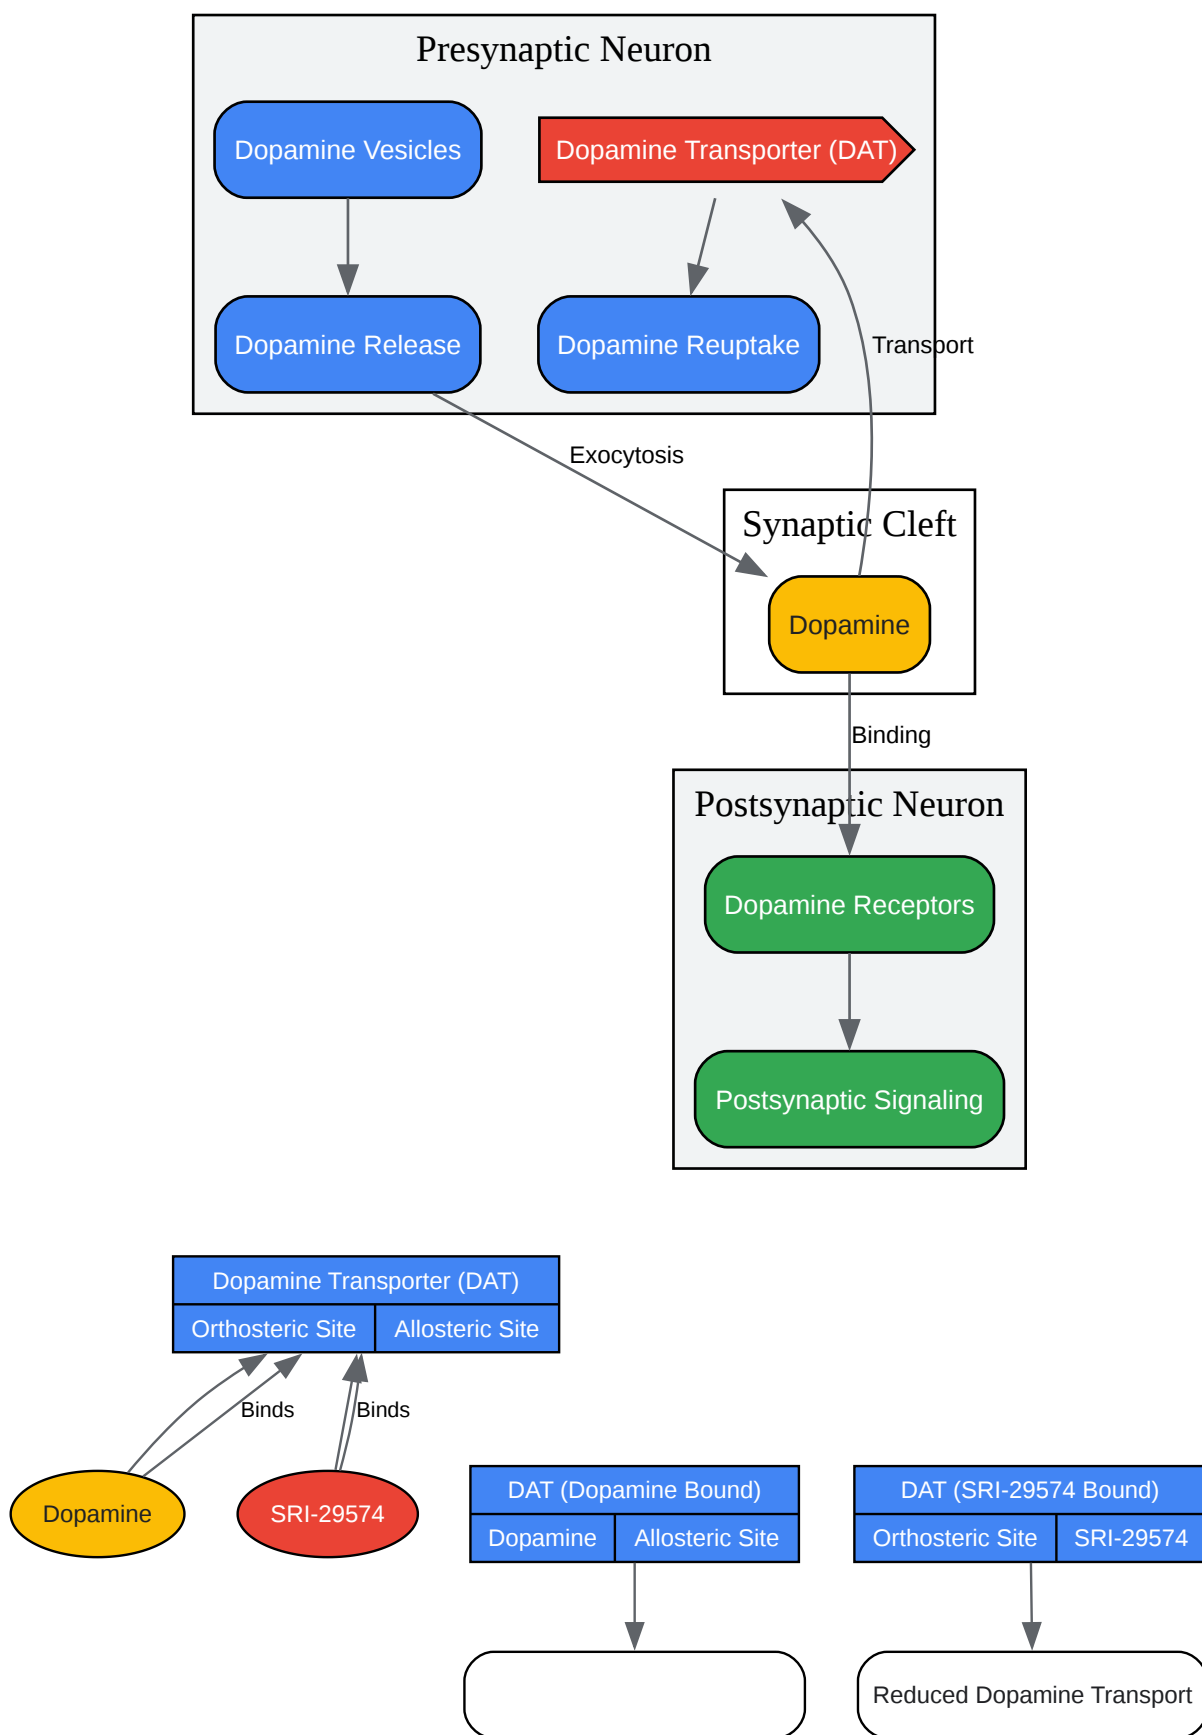 Presynaptic Neuron
Dopamine Vesicles
Dopamine Transporter (DAT)
Dopamine Release
Dopamine Reuptake
Transport
Exocytosis
Synaptic Cleft
Dopamine
Binding
Postsynaptic Neuron
Dopamine Receptors
Postsynaptic Signaling
Dopamine Transporter (DAT)
Orthosteric Site
Allosteric Site
Binds
Binds
Dopamine
SRI-29574
DAT (Dopamine Bound)
Dopamine
Allosteric Site
DAT (SRI-29574 Bound)
Orthosteric Site
SRI-29574
Reduced Dopamine Transport